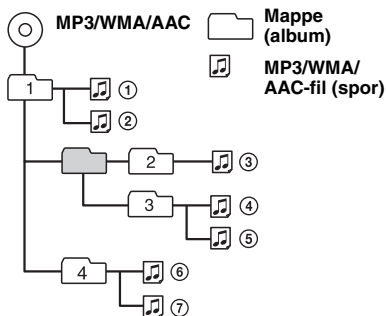 MP3/WMA/AAC
Mappe
(album)
MP3/WMA/
AAC-fil (spor)
1
①
②
2
③
3
④
⑤
4
⑥
⑦